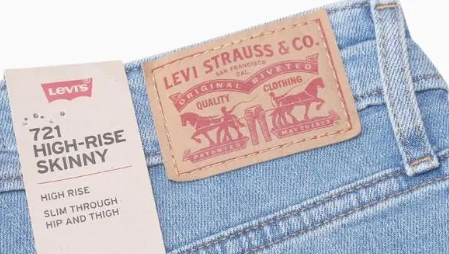 LEVI'S
721
HIGH-RISE
SKINNY
HIGH RISE
SLIM THROUGH
HIP AND THIGH
LEVI STRAUSS & CO.
SAN FRANCISCO
CAL.
ORIGINAL RIVETED
QUALITY CLOTHING
PATENTED